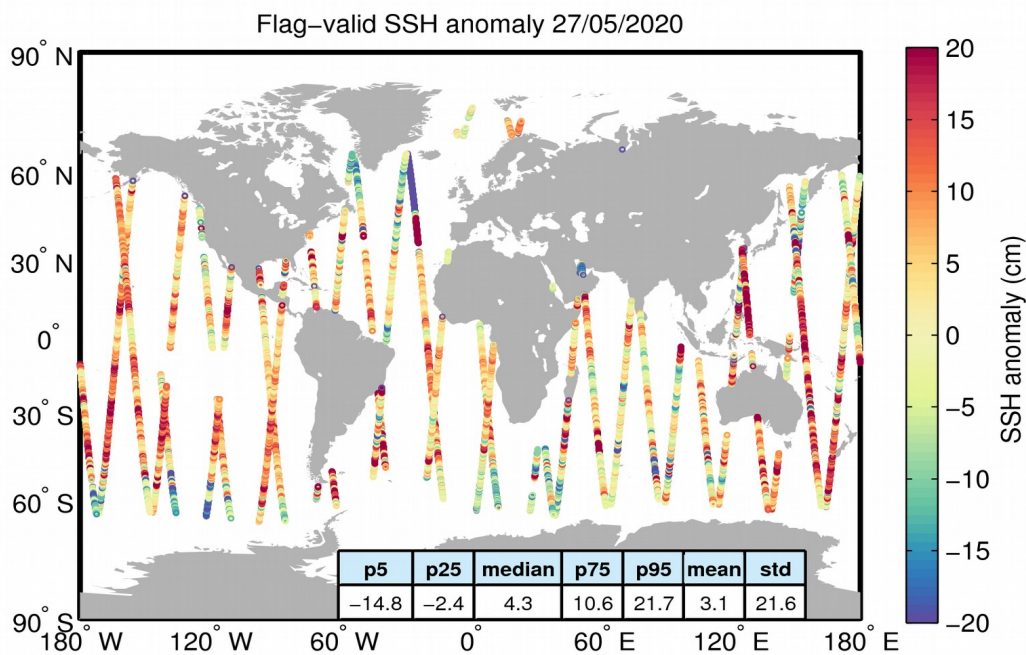 Flag−valid SSH anomaly 27/05/2020
90° N
60° N
30° N
0°
30° S
60° S
90° S
180° W
120° W
60° W
0°
60° E
120° E
180° E
p5 p25 median p75 p95 mean std
−14.8 −2.4 4.3 10.6 21.7 3.1 21.6
20
15
10
5
0
−5
−10
−15
−20
SSH anomaly (cm)